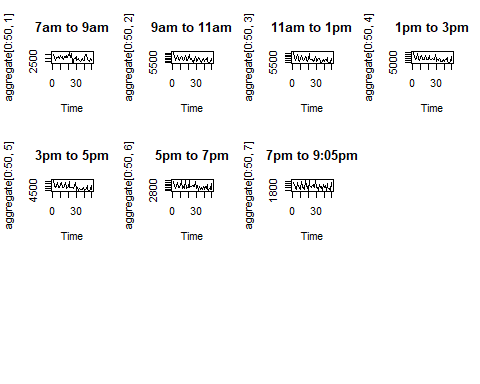 7am to 9am
aggregate[0:50, 1]
2500
0 30
Time
9am to 11am
aggregate[0:50, 2]
5500
0 30
Time
11am to 1pm
aggregate[0:50, 3]
5500
0 30
Time
1pm to 3pm
aggregate[0:50, 4]
5000
0 30
Time
3pm to 5pm
aggregate[0:50, 5]
4500
0 30
Time
5pm to 7pm
aggregate[0:50, 6]
2800
0 30
Time
7pm to 9:05pm
aggregate[0:50, 7]
1800
0 30
Time